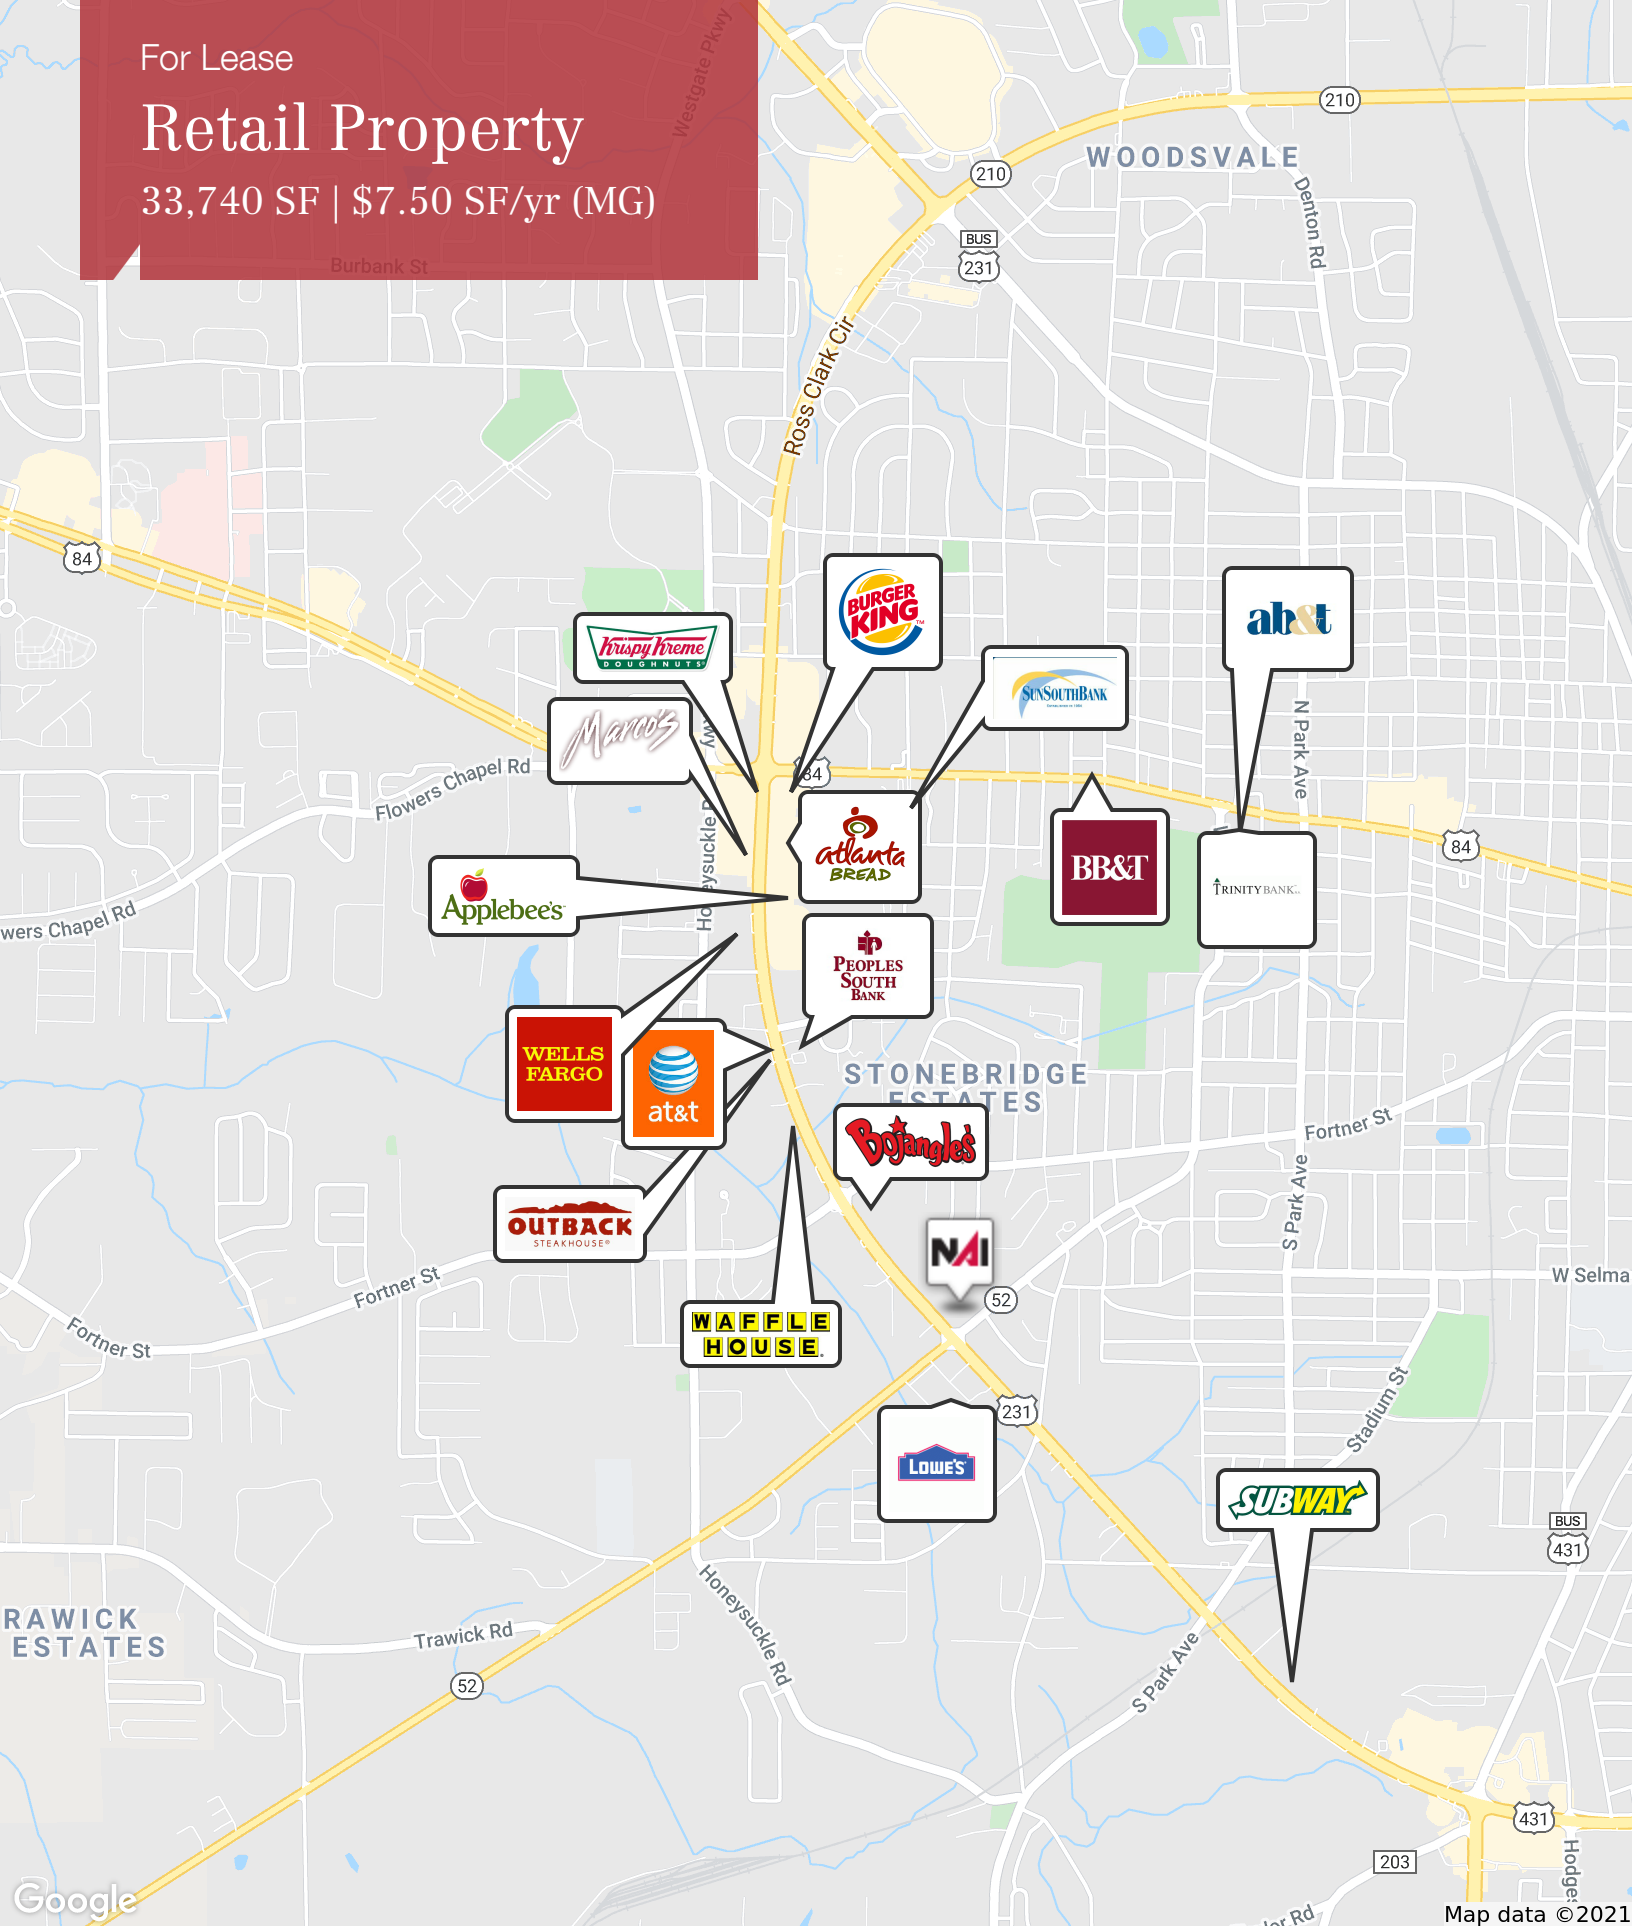 For Lease
Retail Property
33,740 SF | $7.50 SF/yr (MG)
Westgate Pkwy
Burbank St
210
210
WOODSVALE
Denton Rd
BUS
231
Ross Clark Cir
84
BURGER
KING
TM
ab&t
Krispy Kreme
DOUGHNUTS
SUNSOUTHBANK
Marco's
N Park Ave
wy
84
Flowers Chapel Rd
Honeysuckle P
atlanta
BREAD
BB&T
84
TRINITY BANK
Applebee's
wers Chapel Rd
PEOPLES
SOUTH
BANK
WELLS
FARGO
at&t
STONEBRIDGE
ESTATES
Bojangles'
Fortner St
S Park Ave
OUTBACK
STEAKHOUSE®
NAI
52
W Selma
Fortner St
Fortner St
WAFFLE
HOUSE
Stadium St
231
LOWE'S
SUBWAY
BUS
431
Honeysuckle Rd
RAWICK
ESTATES
Trawick Rd
S Park Ave
52
431
203
Hodges
Google
Map data ©2021